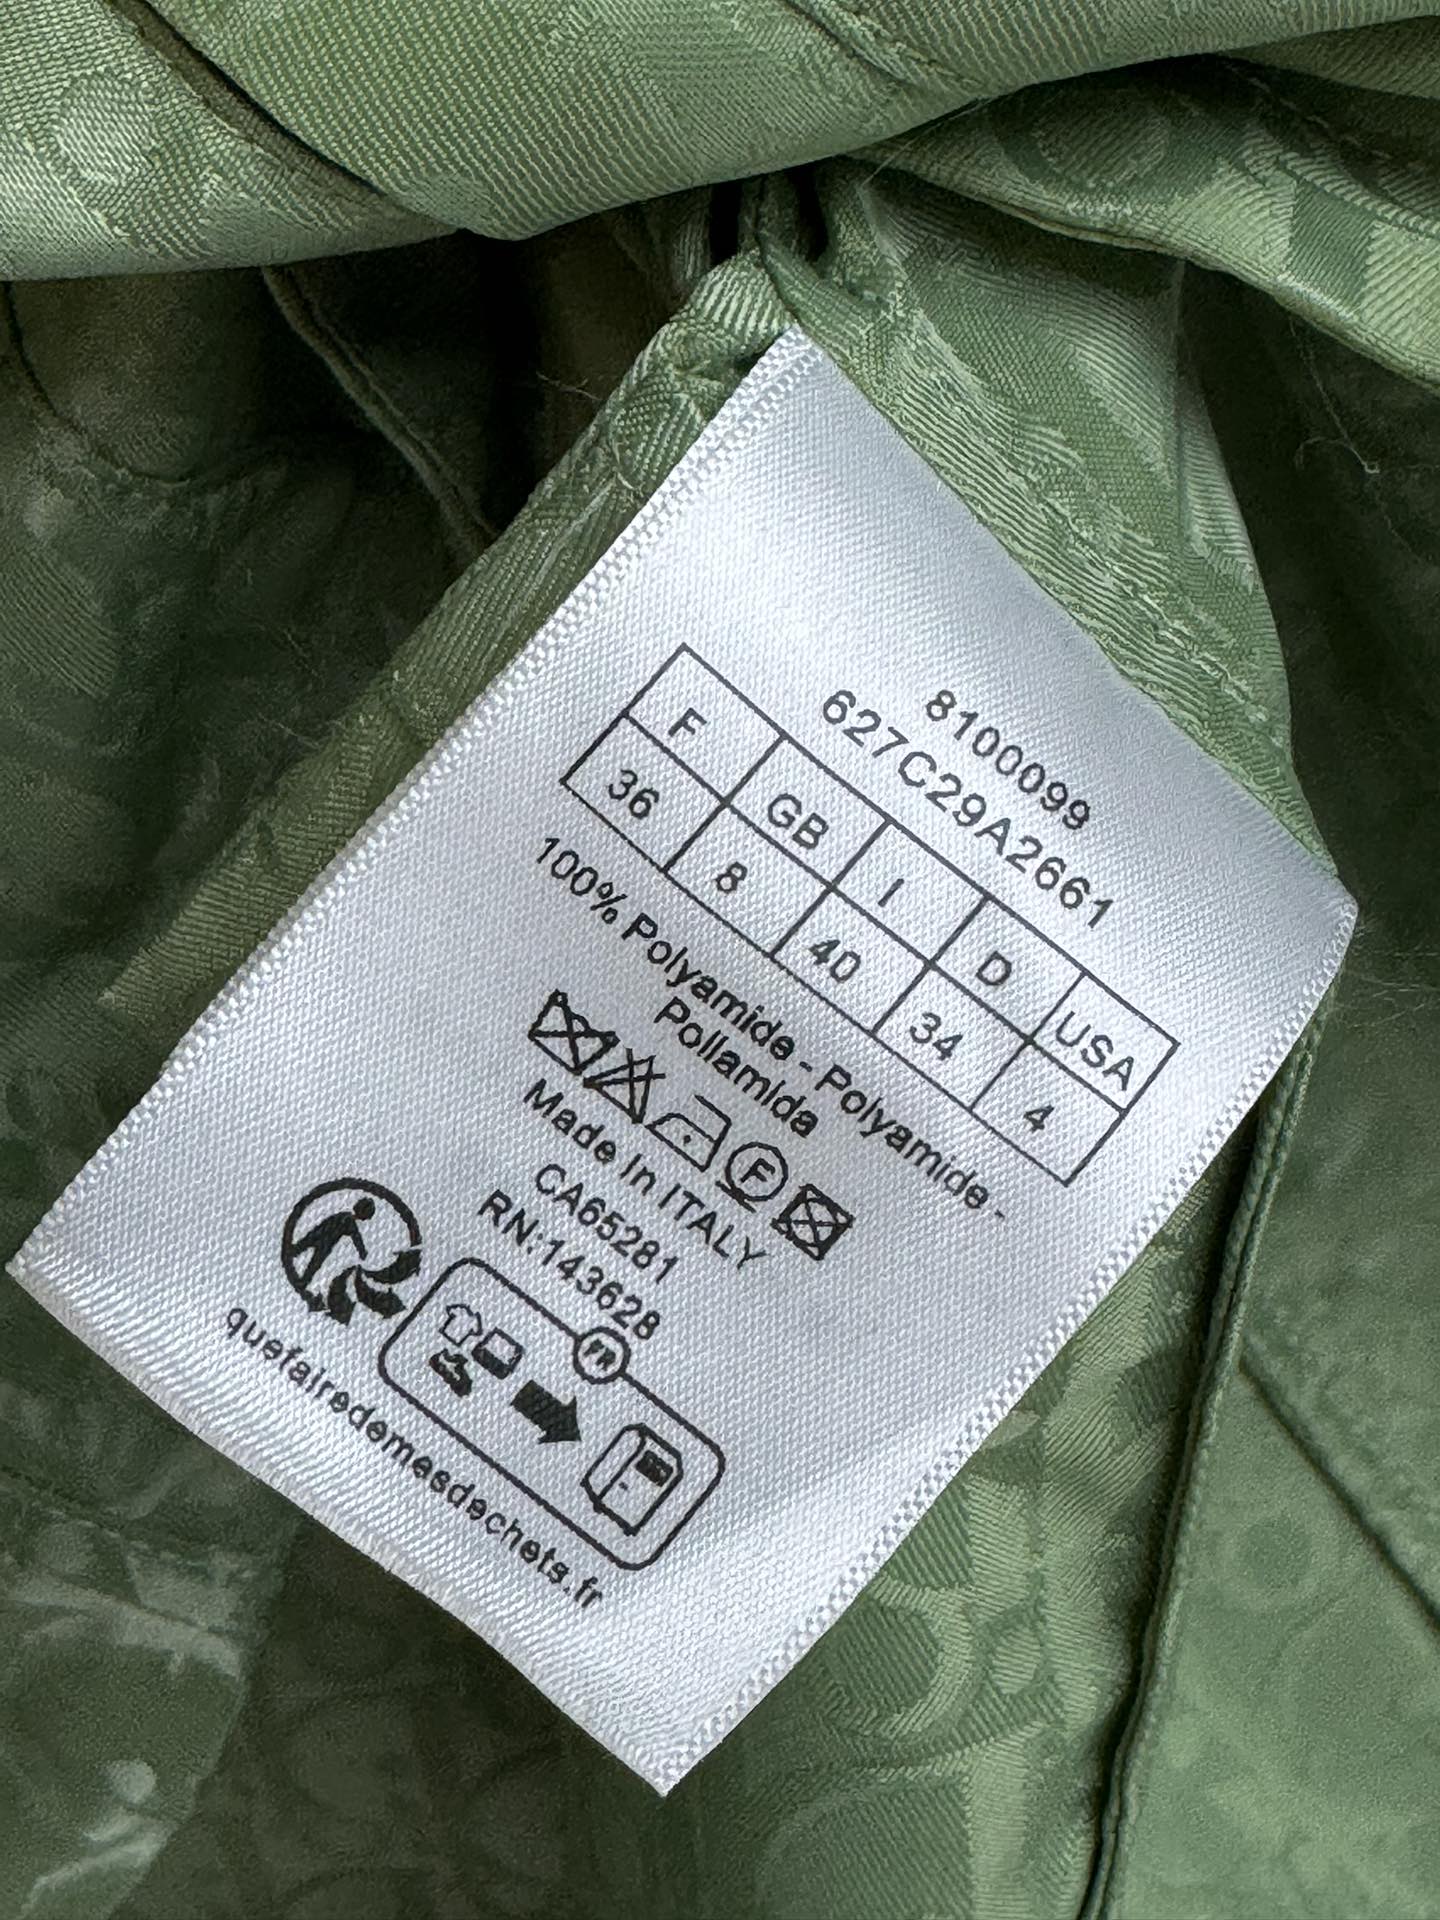 8100099
627C29A2661
F GB I D USA
36 8 40 34 4
100% Polyamide - Polyamide -
Poliamida
F
Made in ITALY
CA65281
RN:143628
FR
quefairedemesdechets.fr